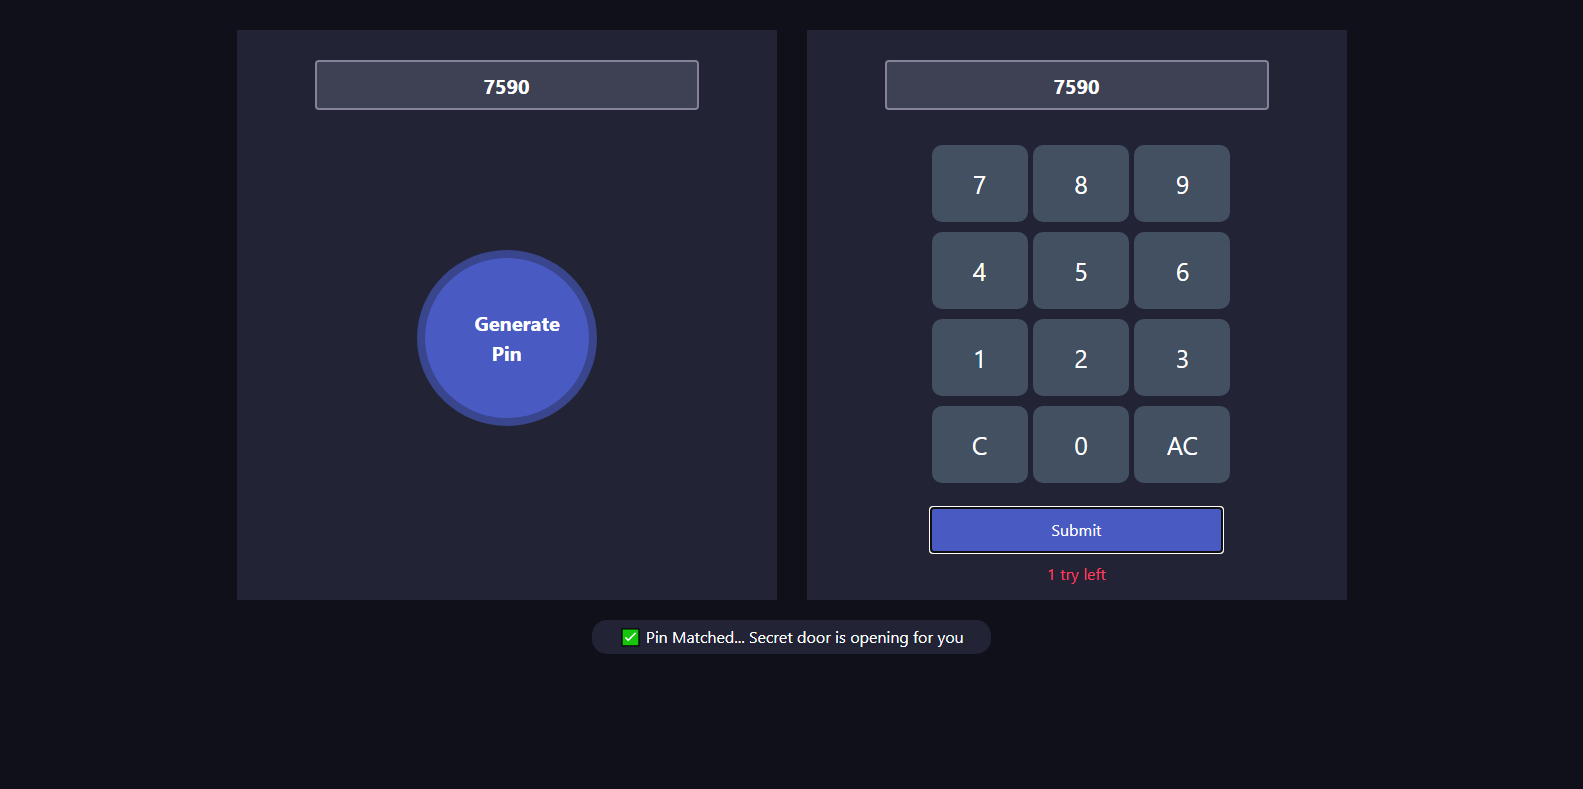 7590
Generate
Pin
7590
7 8 9
4 5 6
1 2 3
C 0 AC
Submit
1 try left
✅ Pin Matched... Secret door is opening for you